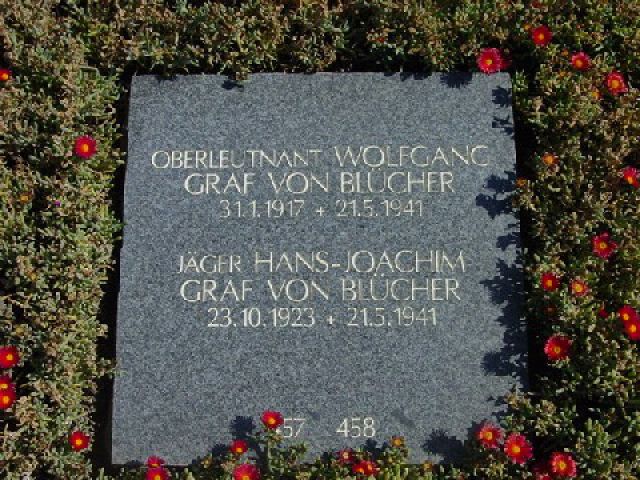 OBERLEUTNANT WOLFGANG
GRAF VON BLÜCHER
31.1.1917 + 21.5.1941
JÄGER HANS-JOACHIM
GRAF VON BLÜCHER
23.10.1923 + 21.5.1941
57 458